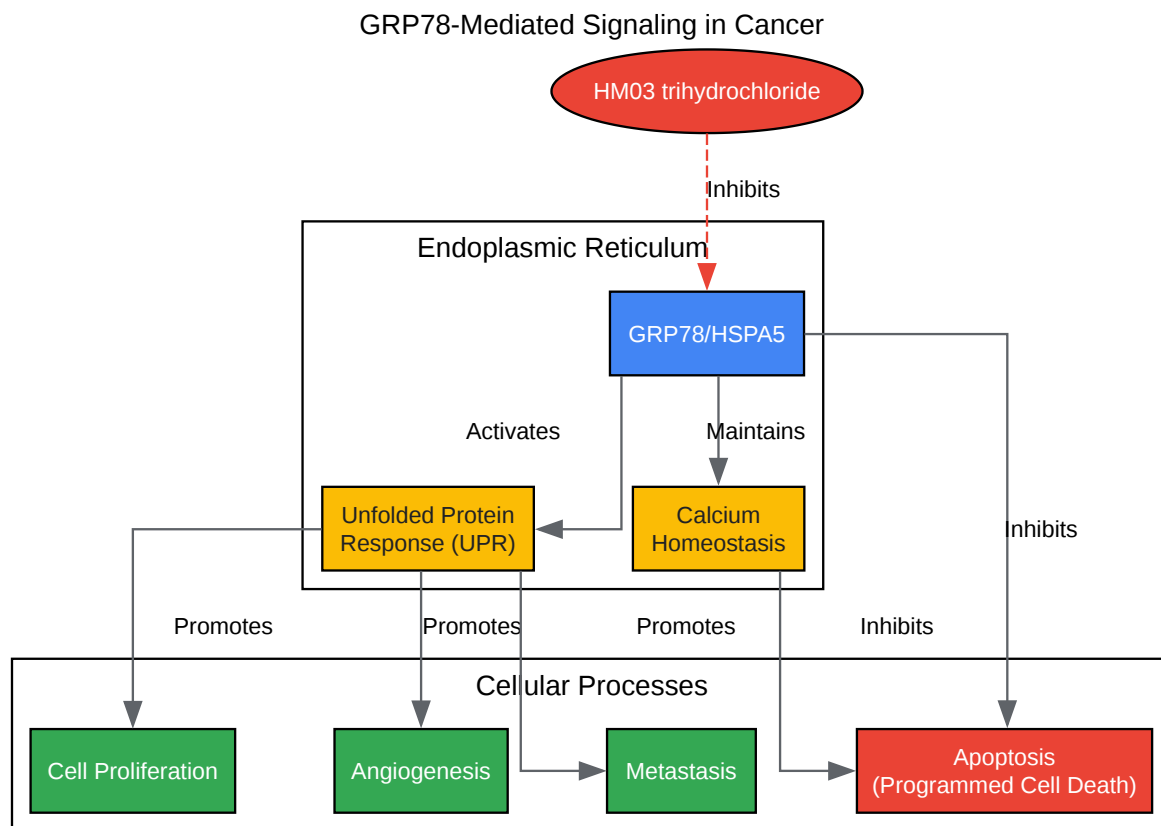 GRP78-Mediated Signaling in Cancer
HM03 trihydrochloride
Inhibits
Endoplasmic Reticulum
GRP78/HSPA5
Activates
Maintains
Unfolded Protein
Response (UPR)
Calcium
Homeostasis
Inhibits
Promotes
Promotes
Promotes
Inhibits
Cellular Processes
Cell Proliferation
Angiogenesis
Metastasis
Apoptosis
(Programmed Cell Death)